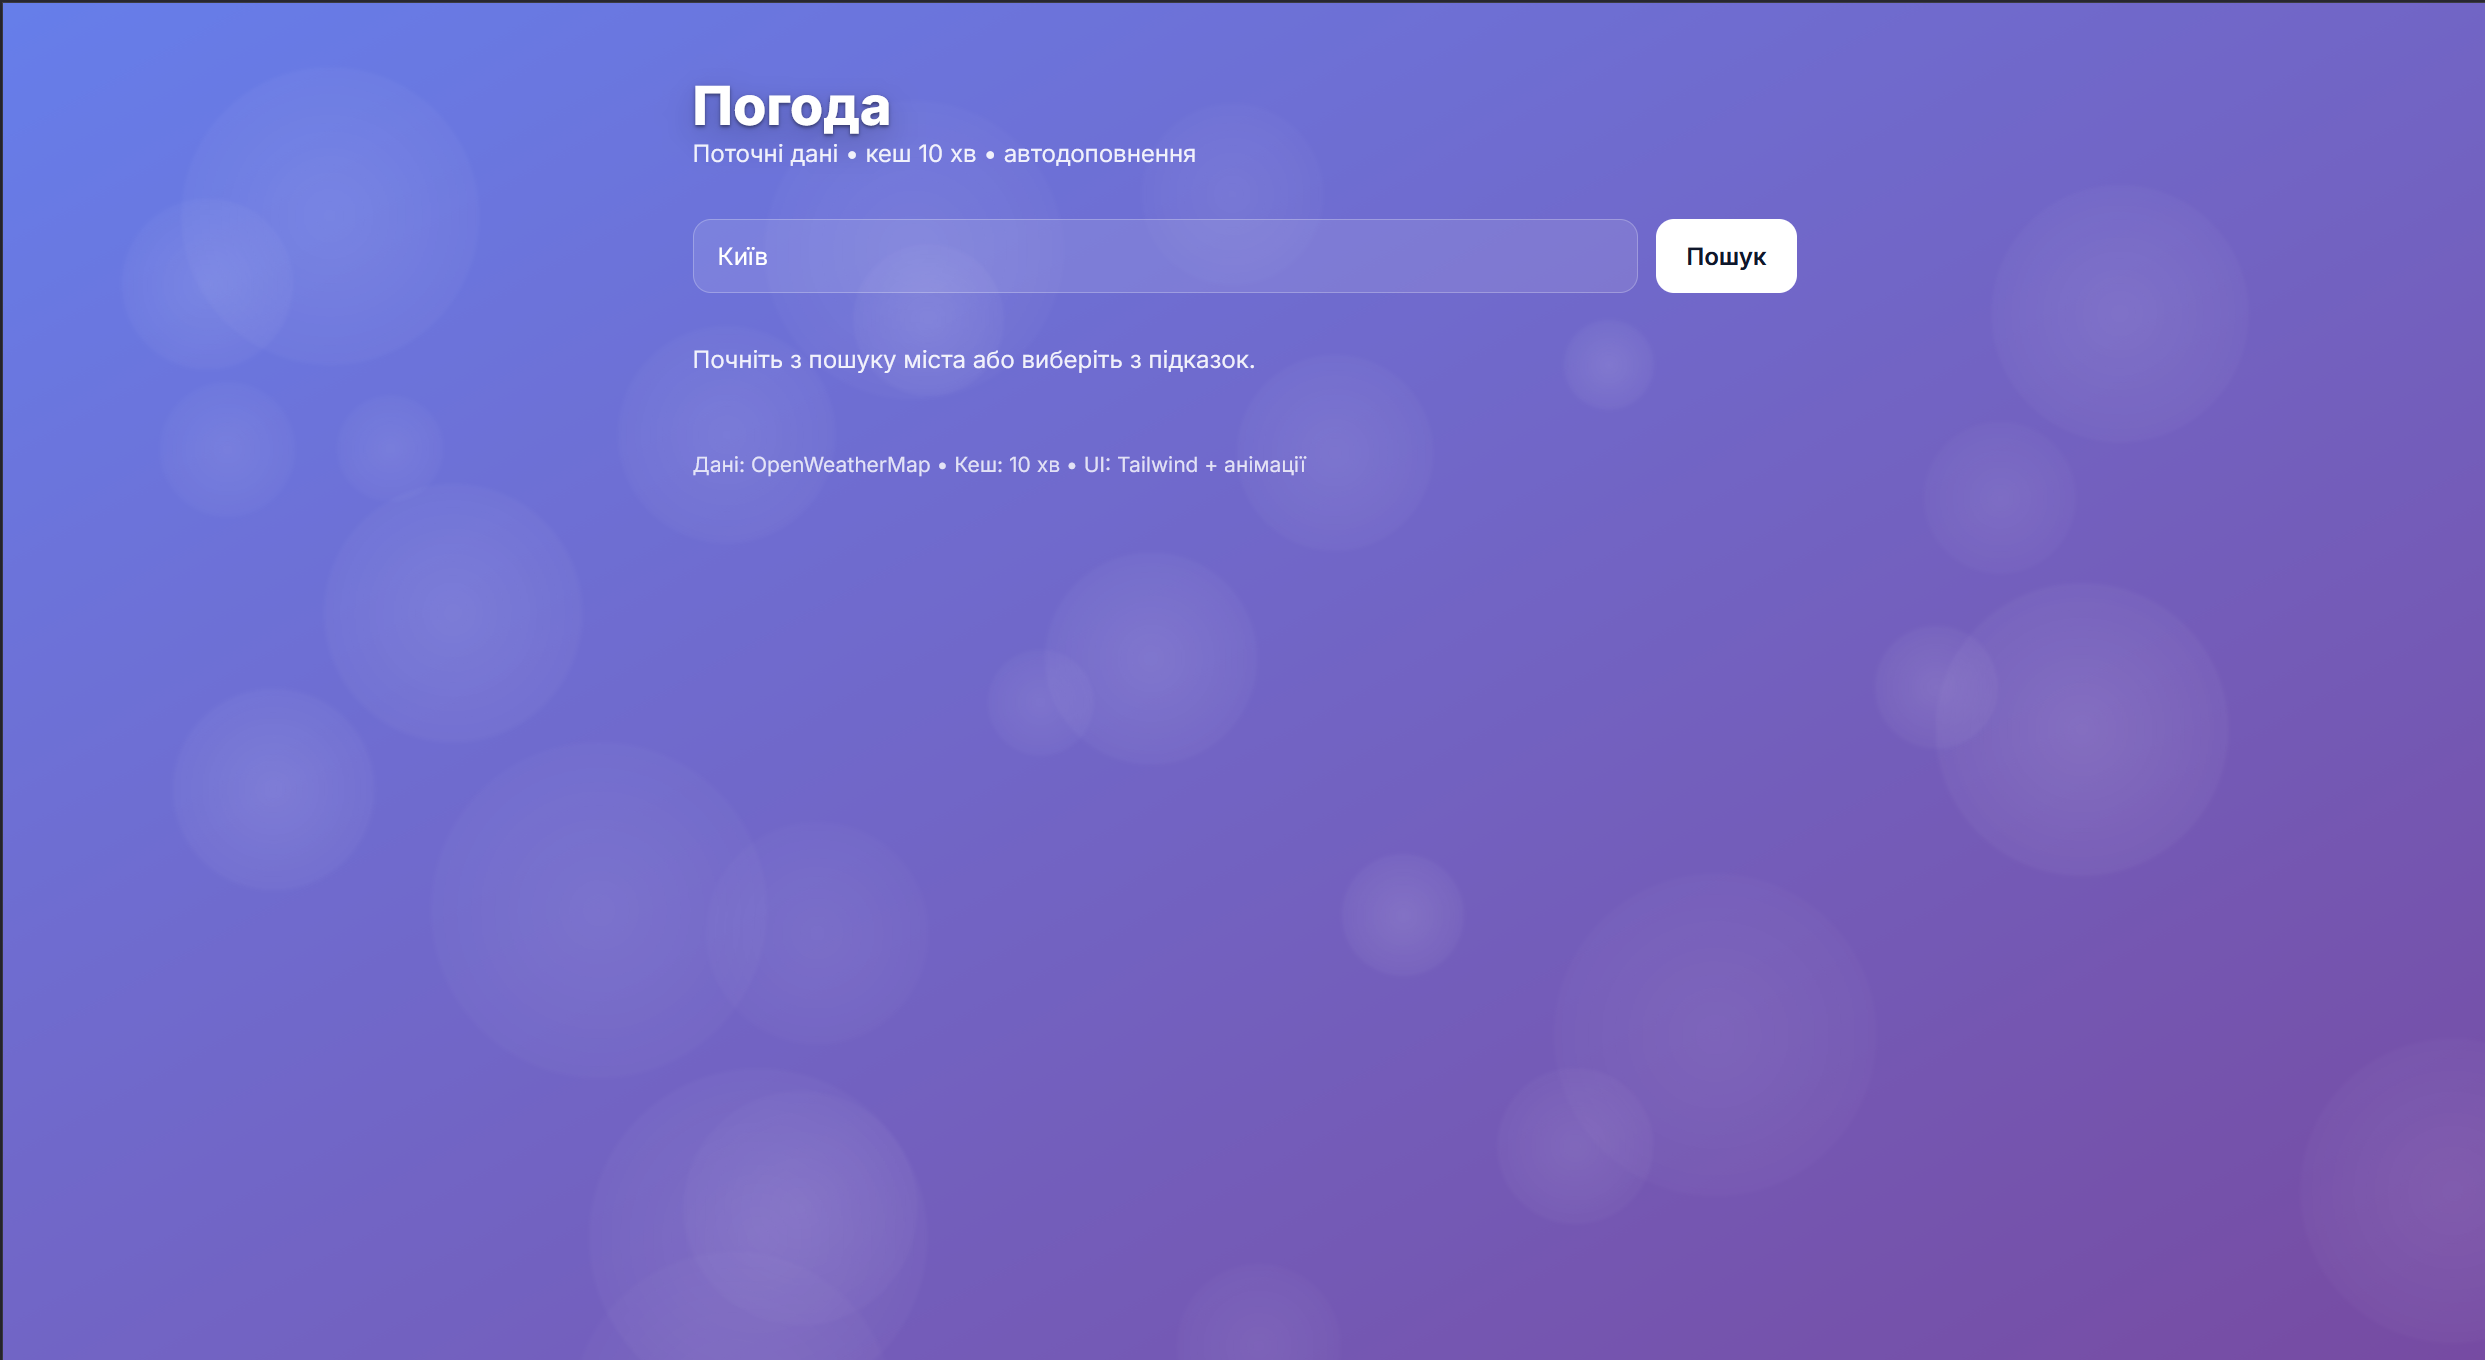 Погода
Поточні дані • кеш 10 хв • автодоповнення
Київ
Пошук
Почніть з пошуку міста або виберіть з підказок.
Дані: OpenWeatherMap • Кеш: 10 хв • UI: Tailwind + анімації